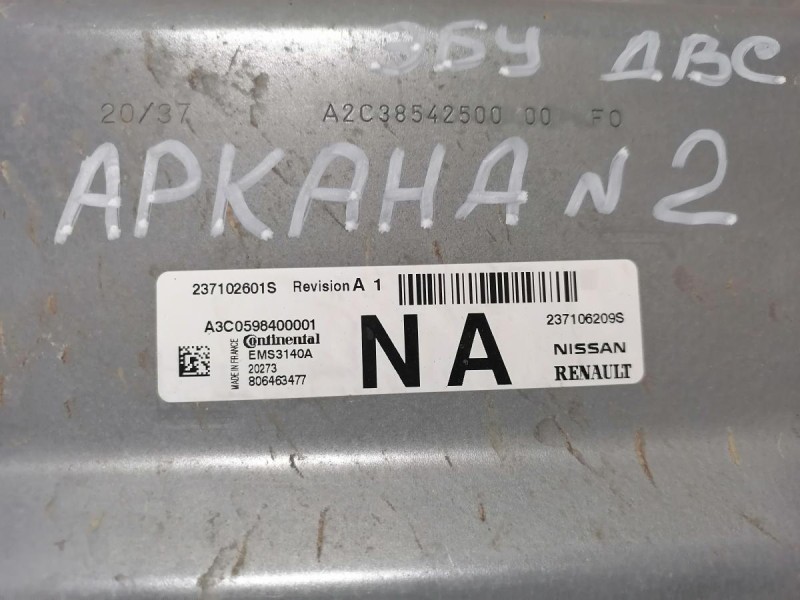 ЭБУ ДВС
20/37 A2C38542500 00 F0
АРКАНА N 2
237102601S Revision A 1
A3C0598400001 237106209S
MADE IN FRANCE
Continental
EMS3140A
20273
806463477
NA
NISSAN
RENAULT